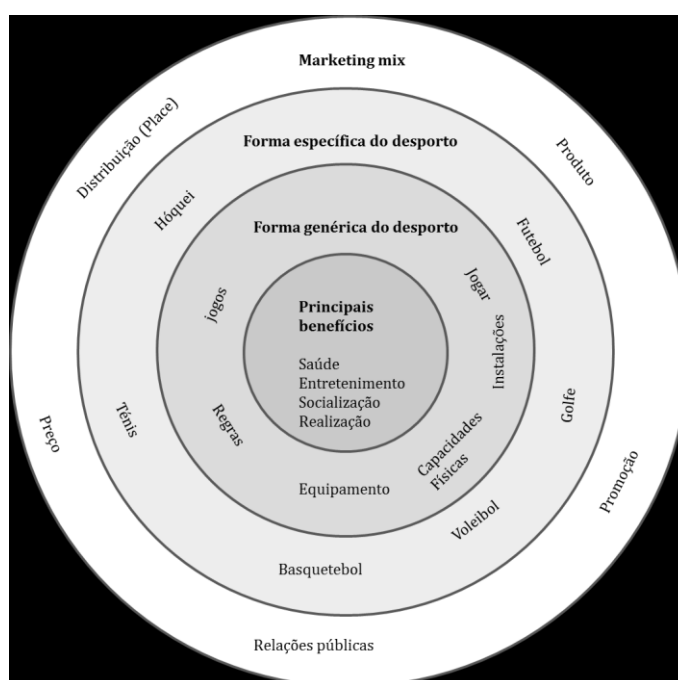 Marketing mix
Distribuição (Place)
Produto
Preço
Promoção
Relações públicas
Forma específica do desporto
Hóquei
Futebol
Ténis
Golfe
Voleibol
Basquetebol
Forma genérica do desporto
jogos
Jogar
Instalações
Regras
Capacidades
Físicas
Equipamento
Principais
benefícios
Saúde
Entretenimento
Socialização
Realização